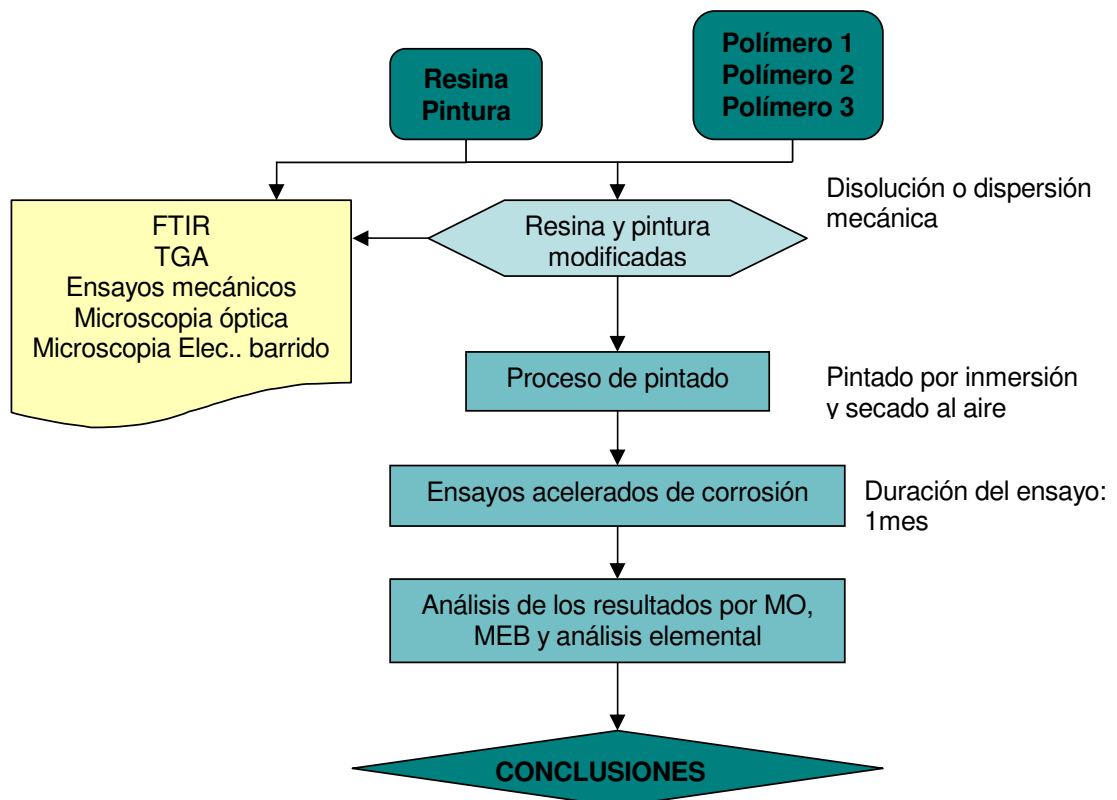 Resina
Pintura
Polímero 1
Polímero 2
Polímero 3
Disolución o dispersión
mecánica
FTIR
TGA
Ensayos mecánicos
Microscopia óptica
Microscopia Elec.. barrido
Resina y pintura
modificadas
Proceso de pintado
Pintado por inmersión
y secado al aire
Ensayos acelerados de corrosión
Duración del ensayo:
1mes
Análisis de los resultados por MO,
MEB y análisis elemental
CONCLUSIONES